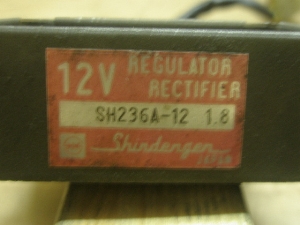 12V REGULATOR
RECTIFIER
SH236A-12 1.8
Shindengen
JAPAN